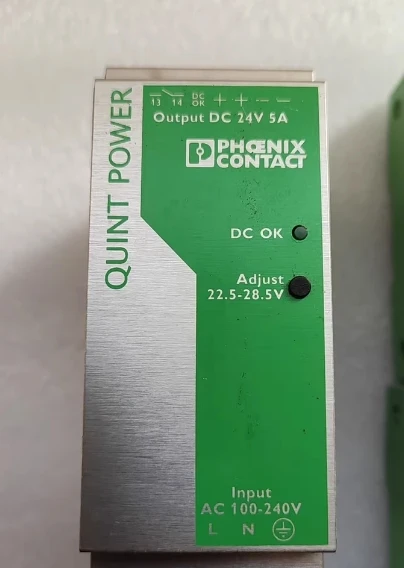 QUINT POWER
13 14 DC OK + + − −
Output DC 24V 5A
PHŒNIX
CONTACT
DC OK
Adjust
22.5-28.5V
Input
AC 100-240V
L N